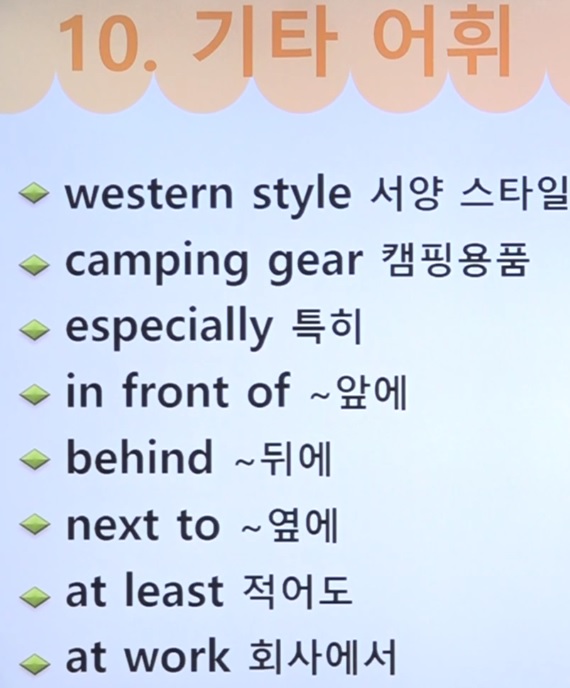 10. 기타 어휘
western style 서양 스타일
camping gear 캠핑용품
especially 특히
in front of ~앞에
behind ~뒤에
next to ~옆에
at least 적어도
at work 회사에서